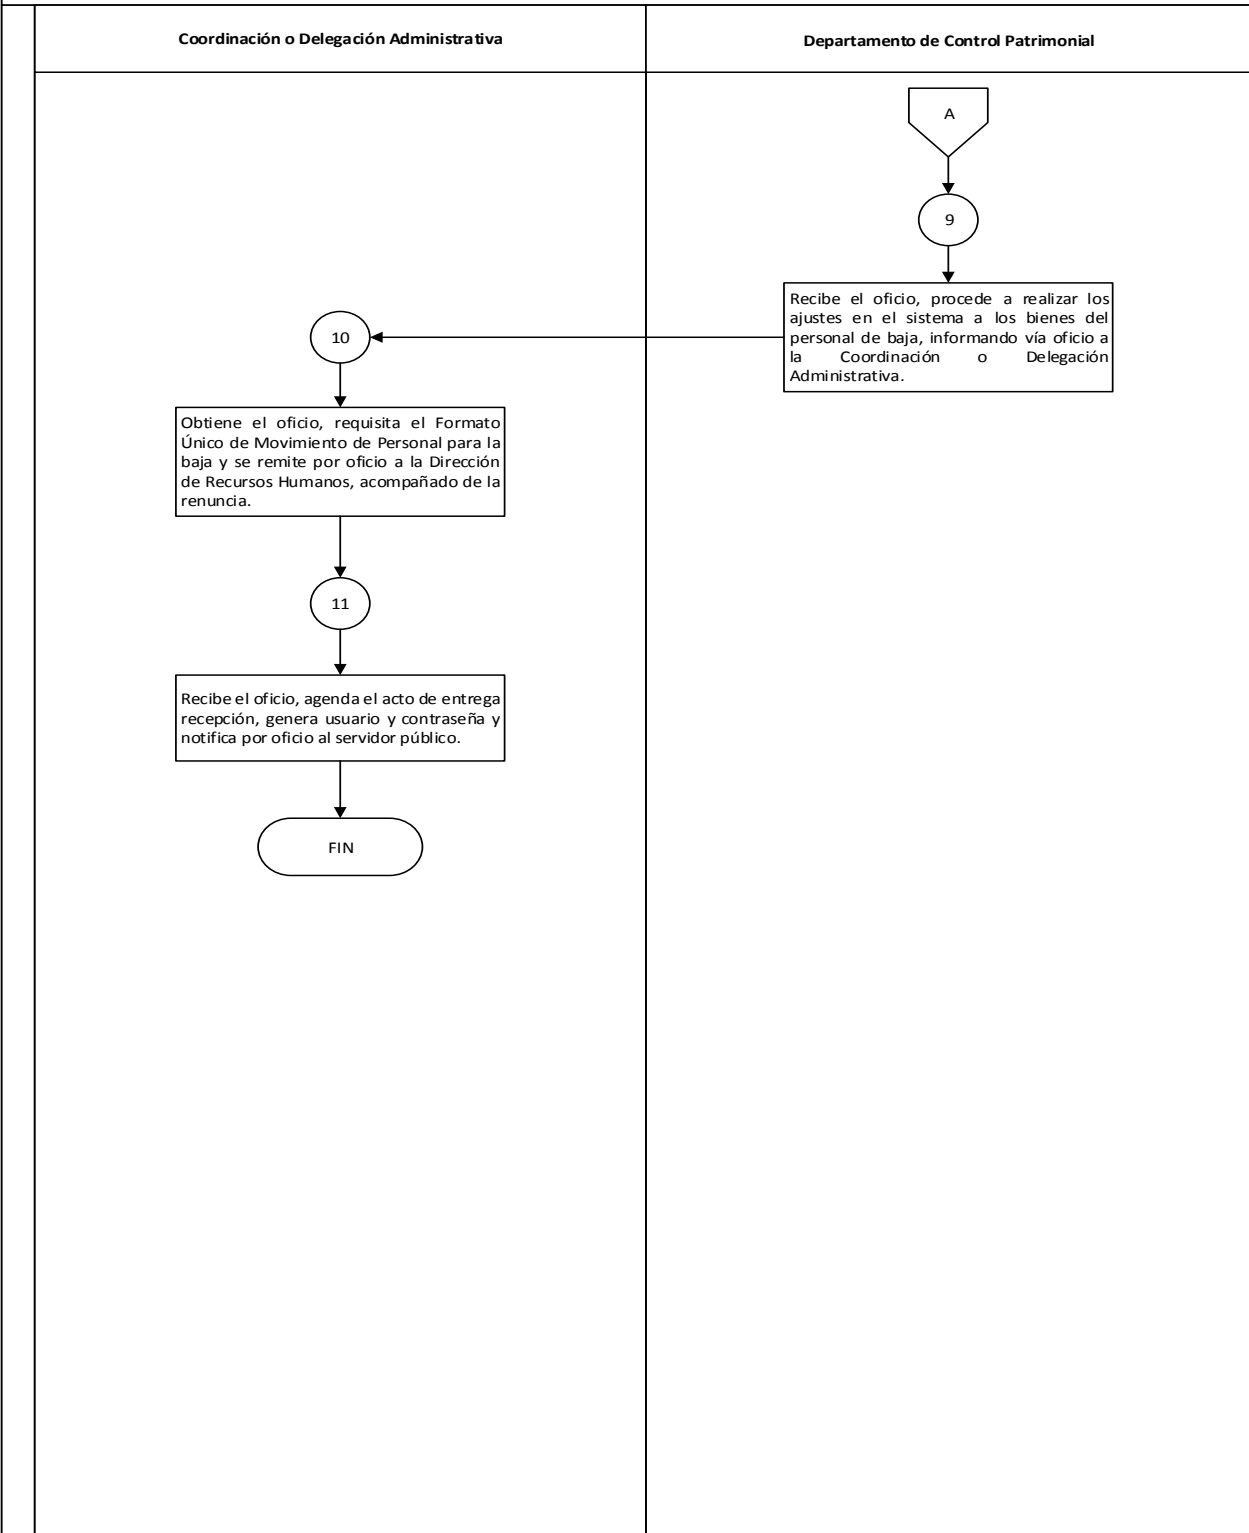 Coordinación o Delegación Administrativa
Departamento de Control Patrimonial
A
9
Recibe el oficio, procede a realizar los
ajustes en el sistema a los bienes del
personal de baja, informando vía oficio a
la Coordinación o Delegación
Administrativa.
10
Obtiene el oficio, requisita el Formato
Único de Movimiento de Personal para la
baja y se remite por oficio a la Dirección
de Recursos Humanos, acompañado de la
renuncia.
11
Recibe el oficio, agenda el acto de entrega
recepción, genera usuario y contraseña y
notifica por oficio al servidor público.
FIN